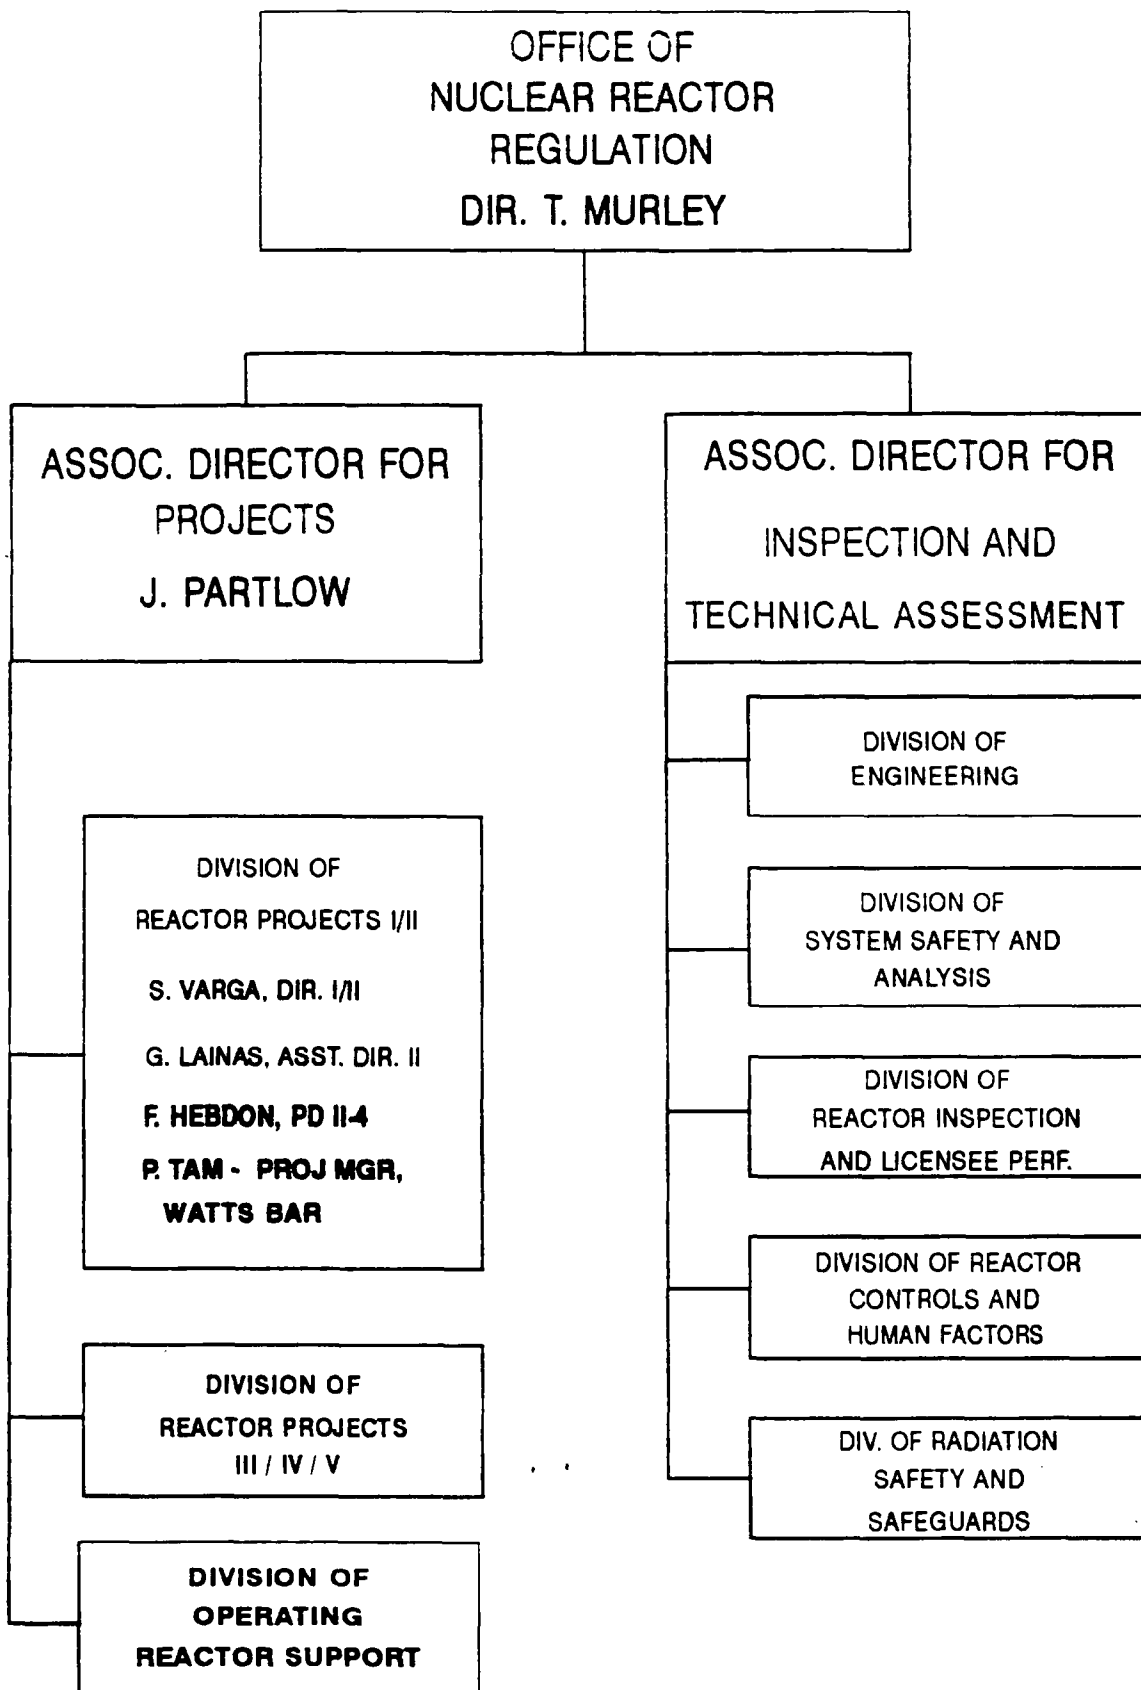 OFFICE OF
NUCLEAR REACTOR
REGULATION
DIR. T. MURLEY
ASSOC. DIRECTOR FOR
PROJECTS
J. PARTLOW
ASSOC. DIRECTOR FOR
INSPECTION AND
TECHNICAL ASSESSMENT
DIVISION OF
REACTOR PROJECTS I/II
S. VARGA, DIR. I/II
G. LAINAS, ASST. DIR. II
F. HEBDON, PD II-4
P. TAM - PROJ MGR,
WATTS BAR
DIVISION OF
REACTOR PROJECTS
III / IV / V
DIVISION OF
OPERATING
REACTOR SUPPORT
DIVISION OF
ENGINEERING
DIVISION OF
SYSTEM SAFETY AND
ANALYSIS
DIVISION OF
REACTOR INSPECTION
AND LICENSEE PERF.
DIVISION OF REACTOR
CONTROLS AND
HUMAN FACTORS
DIV. OF RADIATION
SAFETY AND
SAFEGUARDS